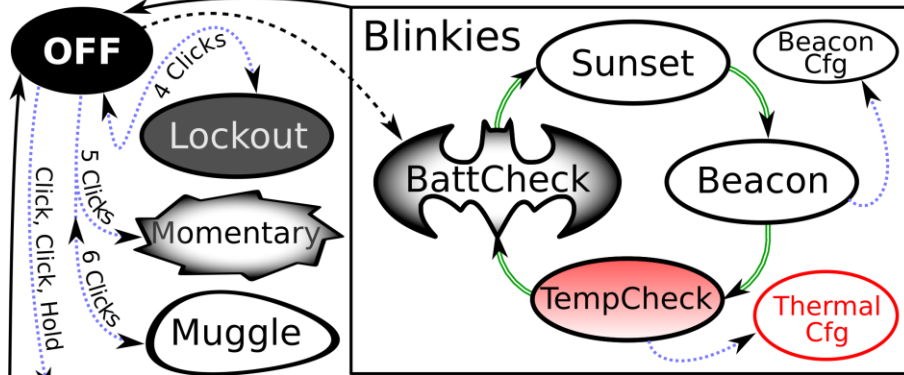 OFF
4 Clicks
Lockout
5 Clicks
Momentary
6 Clicks
Muggle
Click, Click, Hold
Blinkies
Sunset
Beacon
Cfg
BattCheck
Beacon
TempCheck
Thermal
Cfg